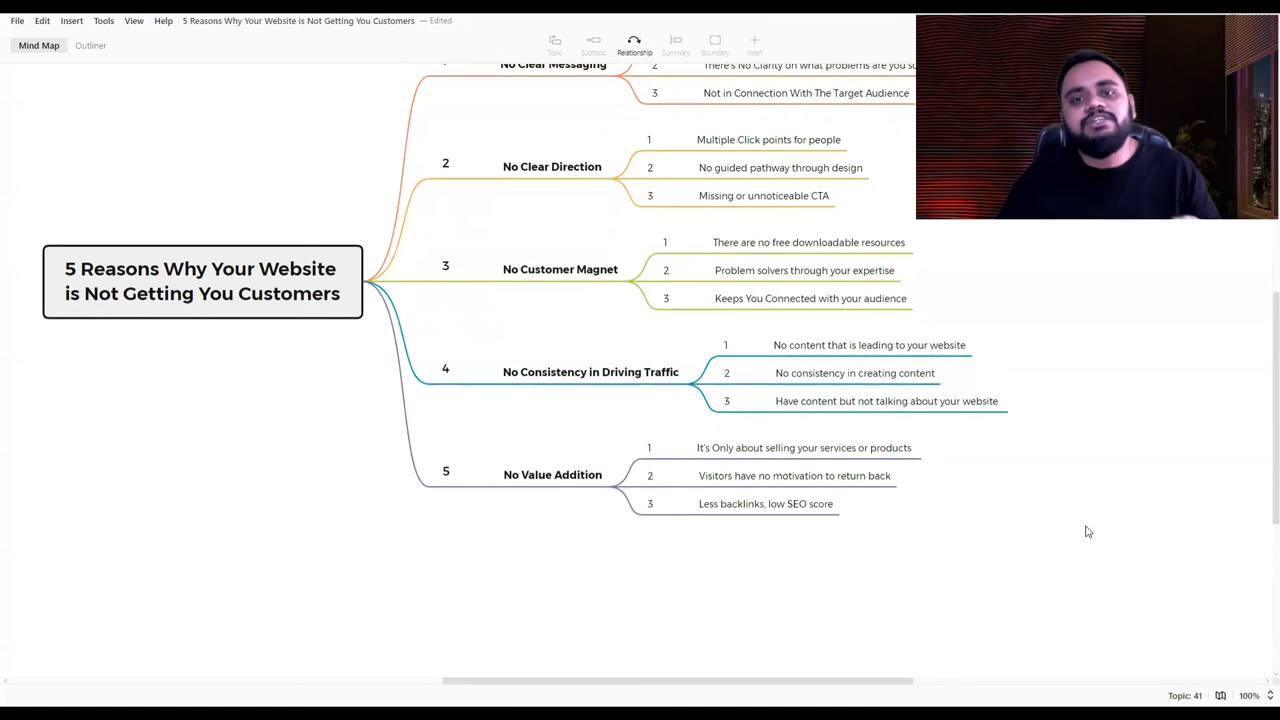 File Edit Insert Tools View Help 5 Reasons Why Your Website is Not Getting You Customers — Edited
Mind Map Outliner
Topic Subtopic Relationship Summary Boundary Insert
No Clear Messaging
2 There's No Clarity on what problems are you
3 Not in Connection With The Target Audience
2 No Clear Direction
1 Multiple Click points for people
2 No guided pathway through design
3 Missing or unnoticeable CTA
5 Reasons Why Your Website
is Not Getting You Customers
3 No Customer Magnet
1 There are no free downloadable resources
2 Problem solvers through your expertise
3 Keeps You Connected with your audience
4 No Consistency in Driving Traffic
1 No content that is leading to your website
2 No consistency in creating content
3 Have content but not talking about your website
5 No Value Addition
1 It's Only about selling your services or products
2 Visitors have no motivation to return back
3 Less backlinks, low SEO score
Topic: 41 100%